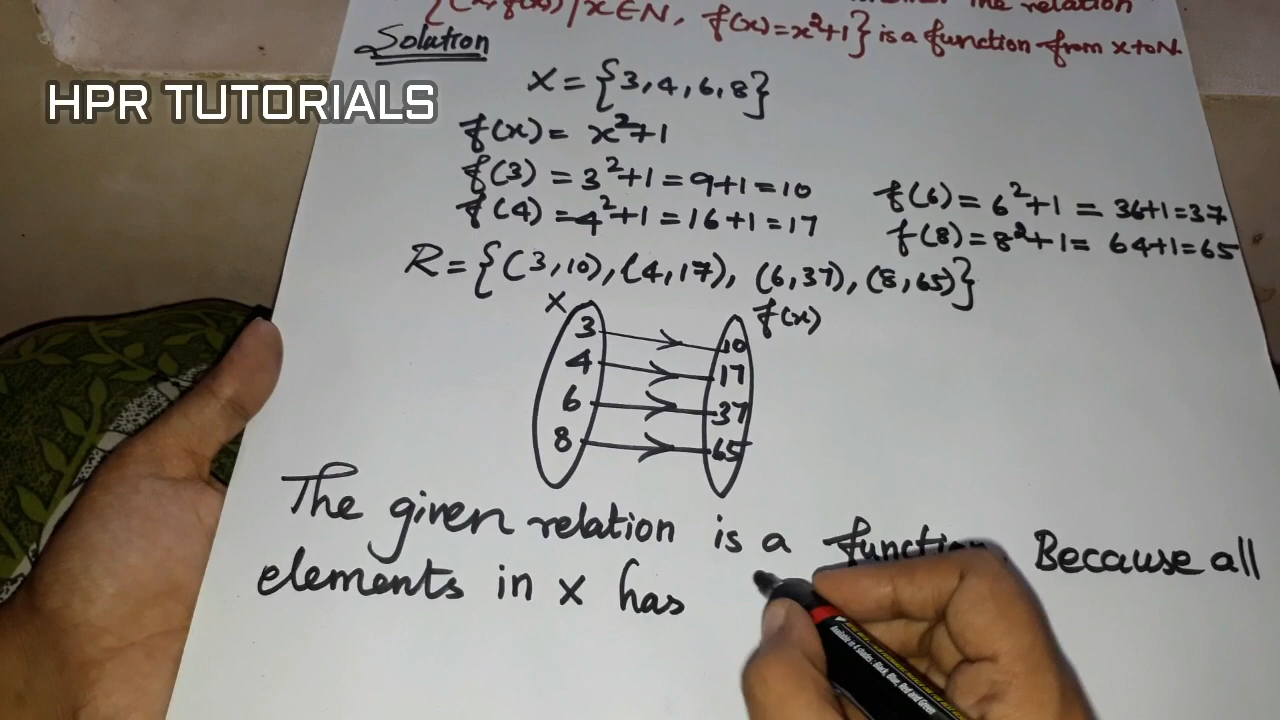 the relation
{(x, f(x)) / x ∈ N, f(x) = x²+1} is a function from x to N.
Solution
HPR TUTORIALS
X = {3, 4, 6, 8}
f(x) = x²+1
f(3) = 3²+1 = 9+1 = 10
f(4) = 4²+1 = 16+1 = 17
f(6) = 6²+1 = 36+1 = 37
f(8) = 8²+1 = 64+1 = 65
R = {(3,10), (4,17), (6,37), (8,65)}
X f(x)
3 10
4 17
6 37
8 65
The given relation is a function. Because all
elements in x has